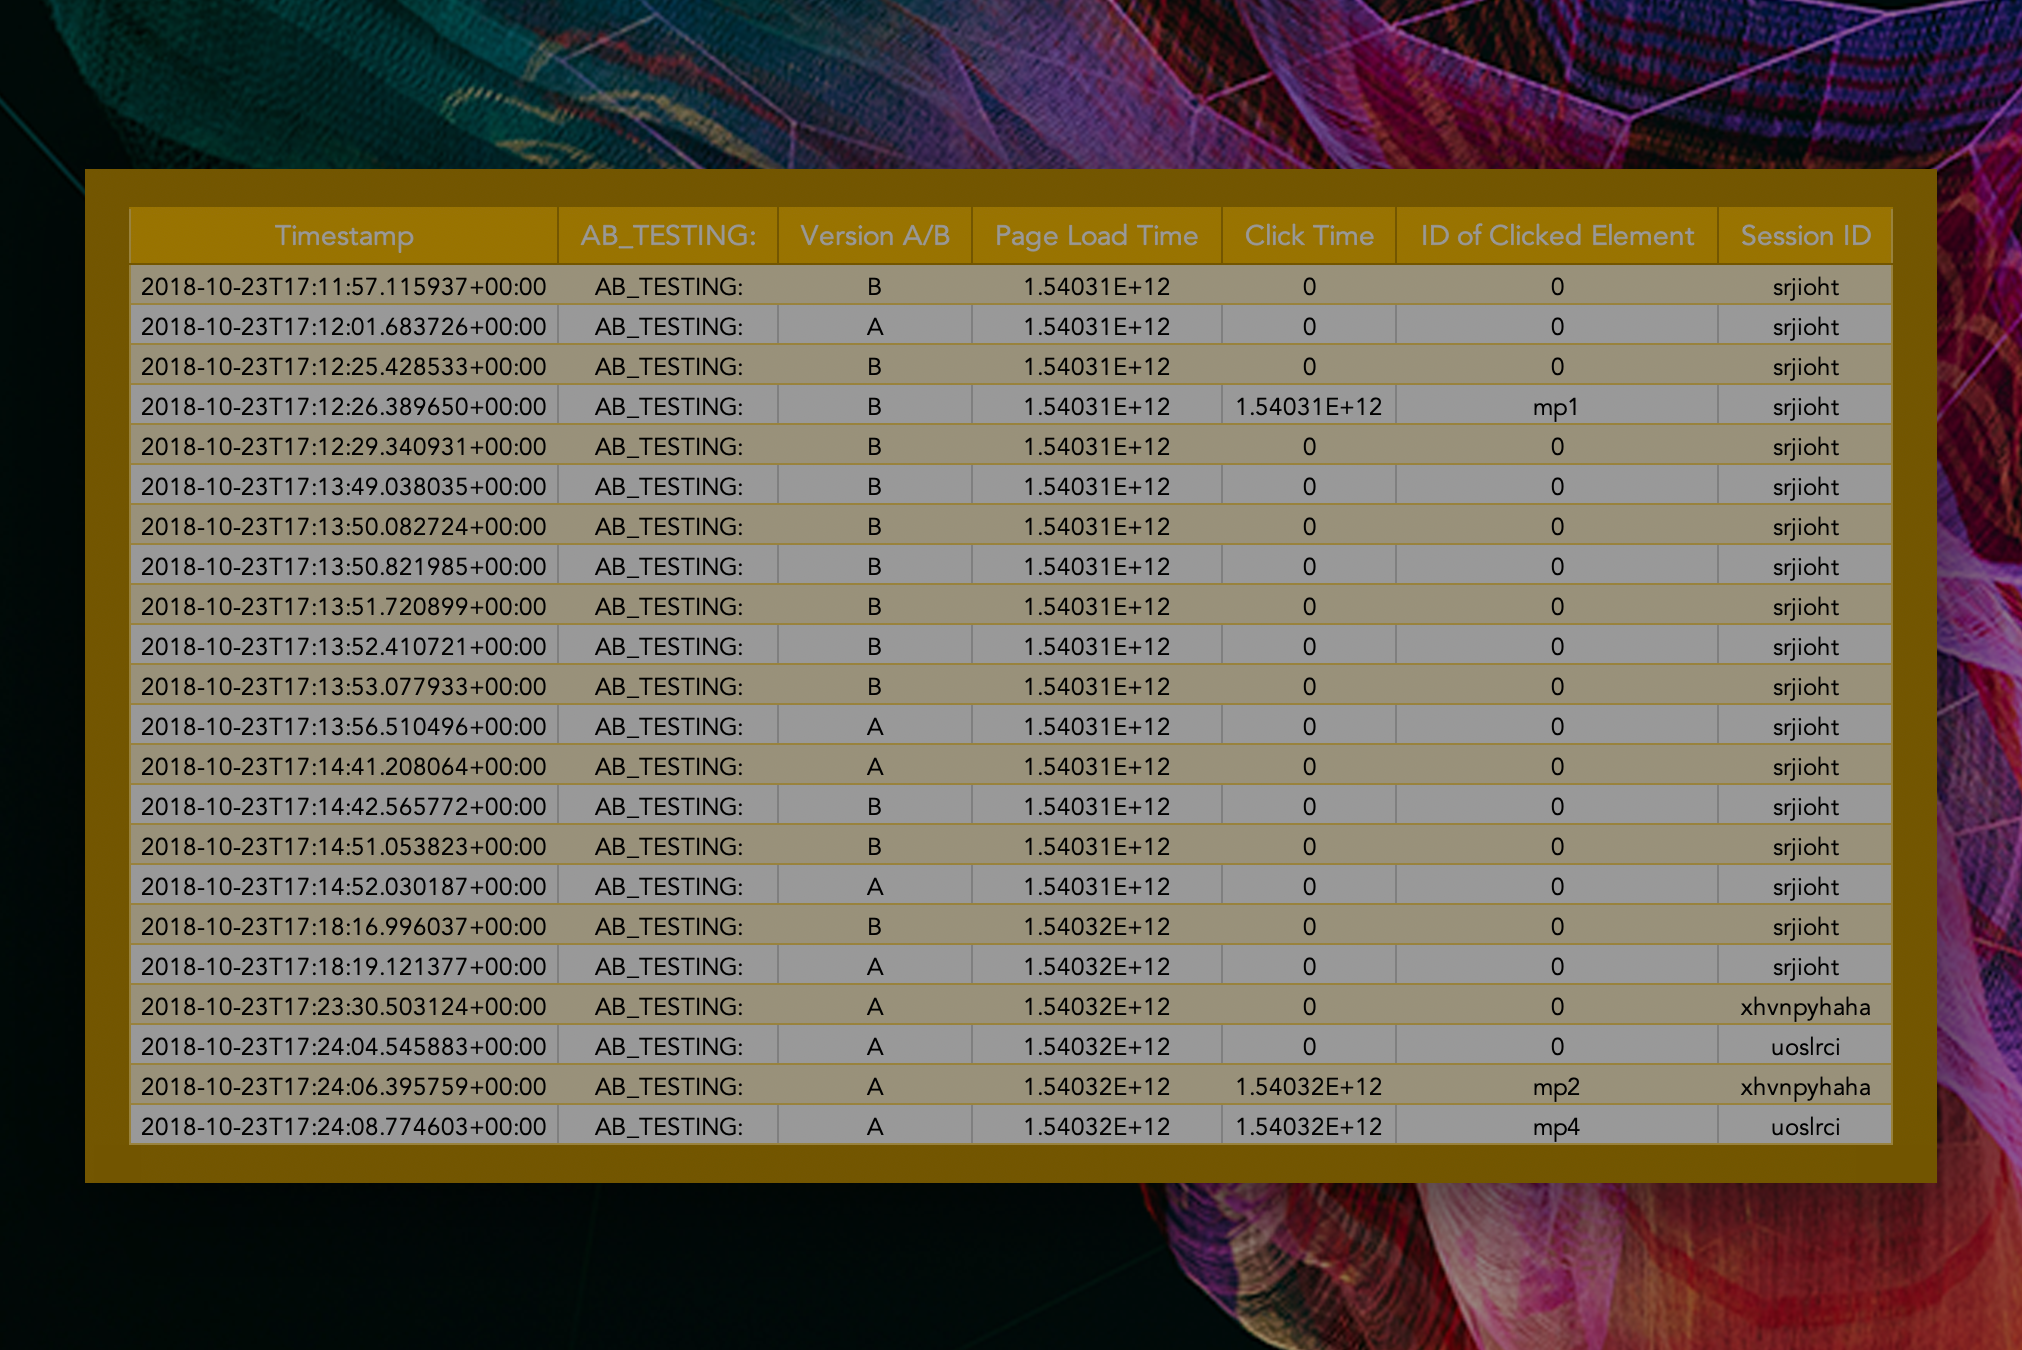 Timestamp AB_TESTING: Version A/B Page Load Time Click Time ID of Clicked Element Session ID
2018-10-23T17:11:57.115937+00:00 AB_TESTING: B 1.54031E+12 0 0 srjioht
2018-10-23T17:12:01.683726+00:00 AB_TESTING: A 1.54031E+12 0 0 srjioht
2018-10-23T17:12:25.428533+00:00 AB_TESTING: B 1.54031E+12 0 0 srjioht
2018-10-23T17:12:26.389650+00:00 AB_TESTING: B 1.54031E+12 1.54031E+12 mp1 srjioht
2018-10-23T17:12:29.340931+00:00 AB_TESTING: B 1.54031E+12 0 0 srjioht
2018-10-23T17:13:49.038035+00:00 AB_TESTING: B 1.54031E+12 0 0 srjioht
2018-10-23T17:13:50.082724+00:00 AB_TESTING: B 1.54031E+12 0 0 srjioht
2018-10-23T17:13:50.821985+00:00 AB_TESTING: B 1.54031E+12 0 0 srjioht
2018-10-23T17:13:51.720899+00:00 AB_TESTING: B 1.54031E+12 0 0 srjioht
2018-10-23T17:13:52.410721+00:00 AB_TESTING: B 1.54031E+12 0 0 srjioht
2018-10-23T17:13:53.077933+00:00 AB_TESTING: B 1.54031E+12 0 0 srjioht
2018-10-23T17:13:56.510496+00:00 AB_TESTING: A 1.54031E+12 0 0 srjioht
2018-10-23T17:14:41.208064+00:00 AB_TESTING: A 1.54031E+12 0 0 srjioht
2018-10-23T17:14:42.565772+00:00 AB_TESTING: B 1.54031E+12 0 0 srjioht
2018-10-23T17:14:51.053823+00:00 AB_TESTING: B 1.54031E+12 0 0 srjioht
2018-10-23T17:14:52.030187+00:00 AB_TESTING: A 1.54031E+12 0 0 srjioht
2018-10-23T17:18:16.996037+00:00 AB_TESTING: B 1.54032E+12 0 0 srjioht
2018-10-23T17:18:19.121377+00:00 AB_TESTING: A 1.54032E+12 0 0 srjioht
2018-10-23T17:23:30.503124+00:00 AB_TESTING: A 1.54032E+12 0 0 xhvnpyhaha
2018-10-23T17:24:04.545883+00:00 AB_TESTING: A 1.54032E+12 0 0 uoslrci
2018-10-23T17:24:06.395759+00:00 AB_TESTING: A 1.54032E+12 1.54032E+12 mp2 xhvnpyhaha
2018-10-23T17:24:08.774603+00:00 AB_TESTING: A 1.54032E+12 1.54032E+12 mp4 uoslrci